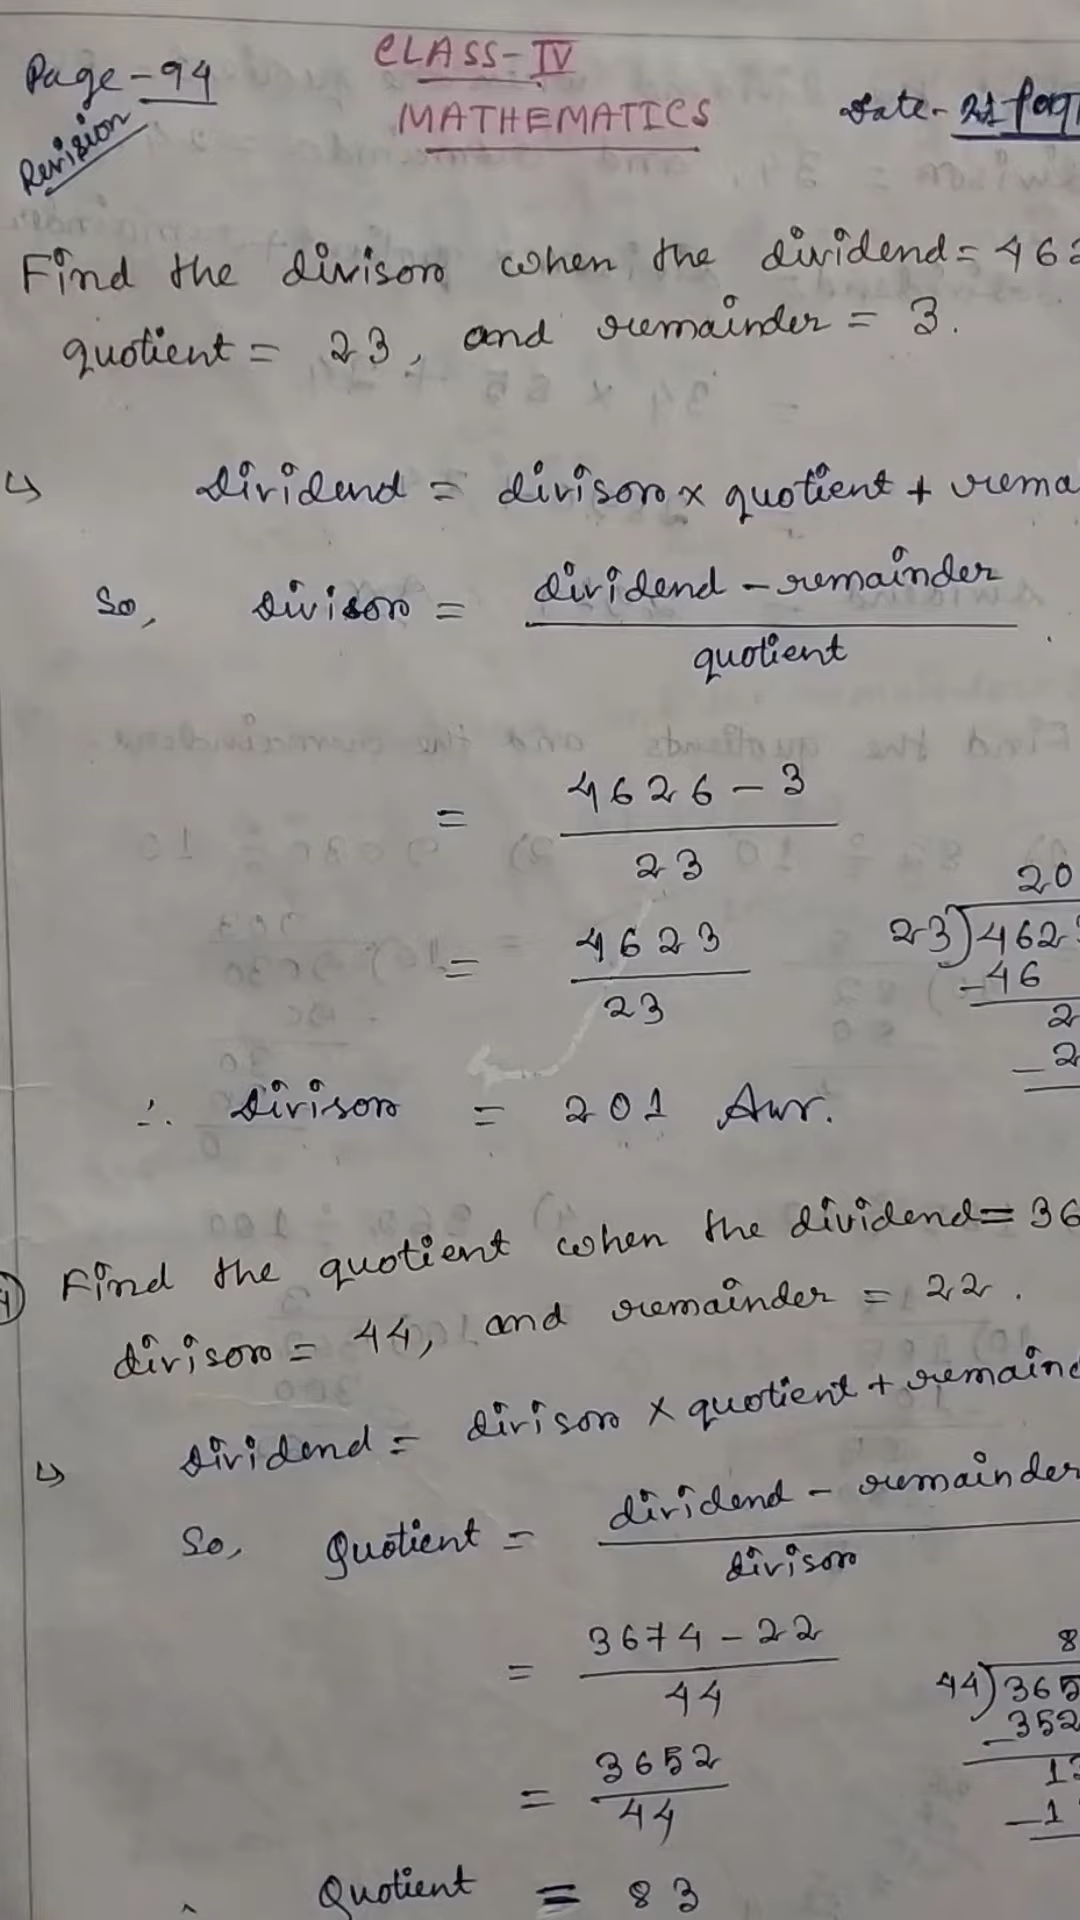 Page-94
CLASS-IV
MATHEMATICS
Revision
Date-
Find the divisor when the dividend= 462
quotient = 23, and remainder = 3.
↳ Dividend = divisor x quotient + rema
So, Divisor = dividend - remainder
quotient
= 4626 - 3
23
20
= 4623
23
23)462
-46
2
-2
∴ Divisor = 201 Ans.
Find the quotient when the dividend= 36
divisor = 44, and remainder = 22.
↳ Dividend = divisor x quotient + remaind
So, Quotient = dividend - remainder
divisor
= 3674 - 22
44
8
44)365
-352
13
-1
= 3652
44
Quotient = 83